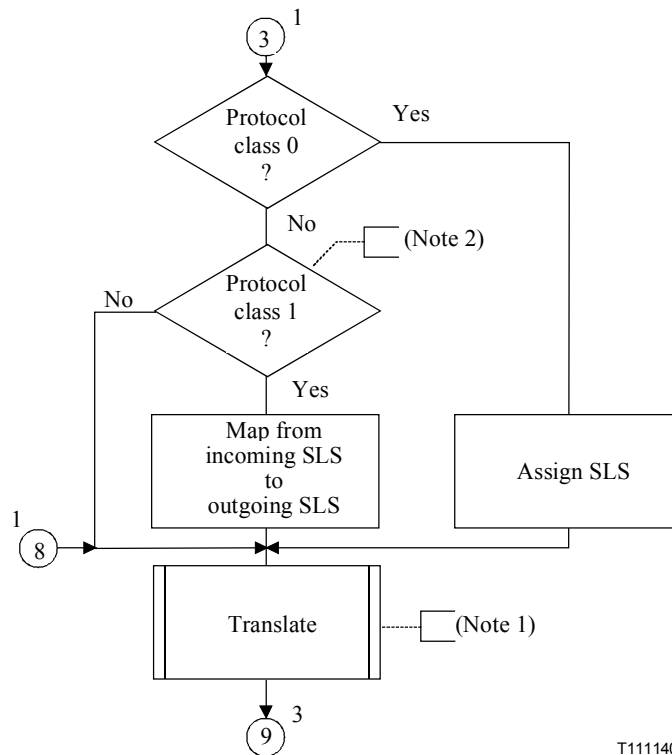 1
3
Protocol
class 0
?
Yes
No
(Note 2)
Protocol
class 1
?
No
Yes
Map from
incoming SLS
to
outgoing SLS
Assign SLS
1
8
Translate
(Note 1)
3
9